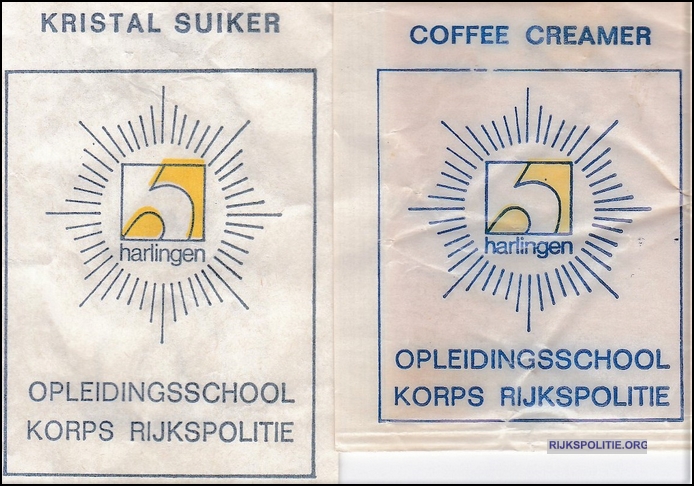 KRISTAL SUIKER
harlingen
OPLEIDINGSSCHOOL
KORPS RIJKSPOLITIE
COFFEE CREAMER
harlingen
OPLEIDINGSSCHOOL
KORPS RIJKSPOLITIE
RIJKSPOLITIE.ORG